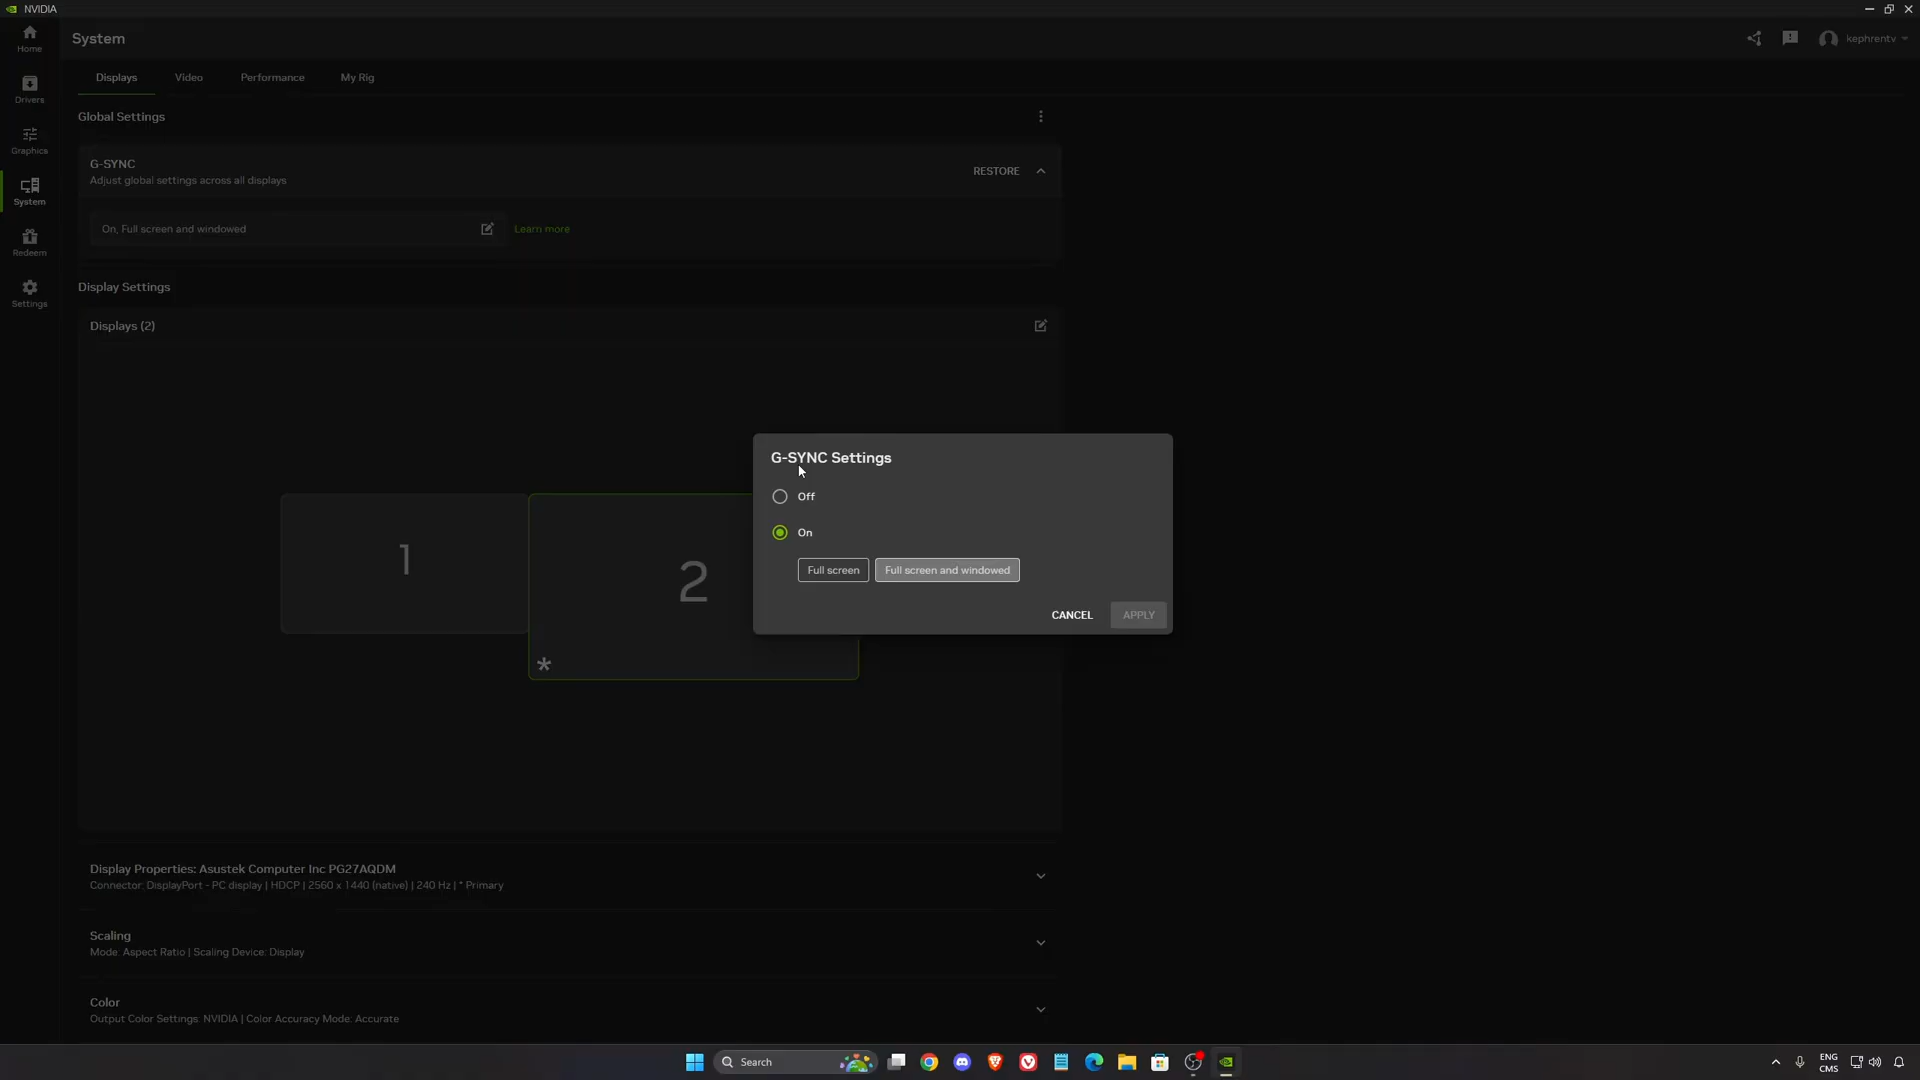 NVIDIA
System
kephrentv
Home
Drivers
Graphics
System
Redeem
Settings
Displays Video Performance My Rig
Global Settings
G-SYNC
Adjust global settings across all displays
RESTORE
On, Full screen and windowed
Learn more
Display Settings
Displays (2)
1
2
*
G-SYNC Settings
Off
On
Full screen Full screen and windowed
CANCEL APPLY
Display Properties: Asustek Computer Inc PG27AQDM
Connector: DisplayPort - PC display | HDCP | 2560 x 1440 (native) | 240 Hz | * Primary
Scaling
Mode: Aspect Ratio | Scaling Device: Display
Color
Output Color Settings: NVIDIA | Color Accuracy Mode: Accurate
Search
ENG
CMS